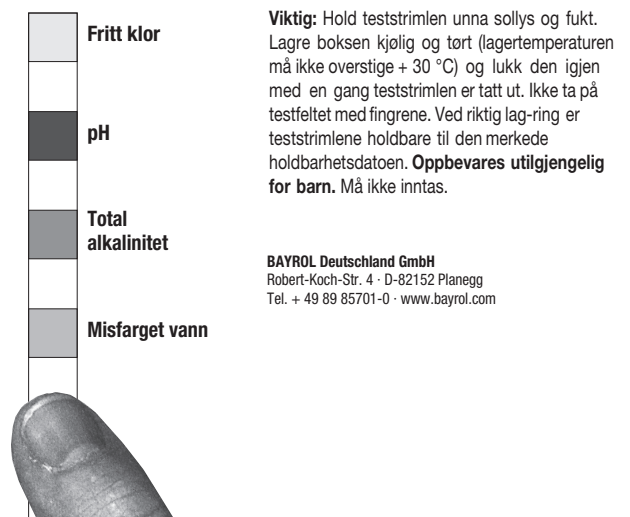 Fritt klor
pH
Total
alkalinitet
Misfarget vann
Viktig: Hold teststrimlen unna sollys og fukt.
Lagre boksen kjølig og tørt (lagertemperaturen
må ikke overstige + 30 °C) og lukk den igjen
med en gang teststrimlen er tatt ut. Ikke ta på
testfeltet med fingrene. Ved riktig lag-ring er
teststrimlene holdbare til den merkede
holdbarhetsdatoen. Oppbevares utilgjengelig
for barn. Må ikke inntas.
BAYROL Deutschland GmbH
Robert-Koch-Str. 4 · D-82152 Planegg
Tel. + 49 89 85701-0 · www.bayrol.com